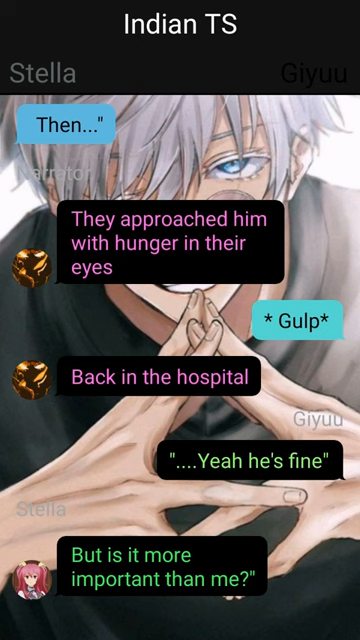 Indian TS
Stella
Giyuu
Then..."
Narrator
They approached him
with hunger in their
eyes
* Gulp*
Back in the hospital
Giyuu
"....Yeah he's fine"
Stella
But is it more
important than me?"